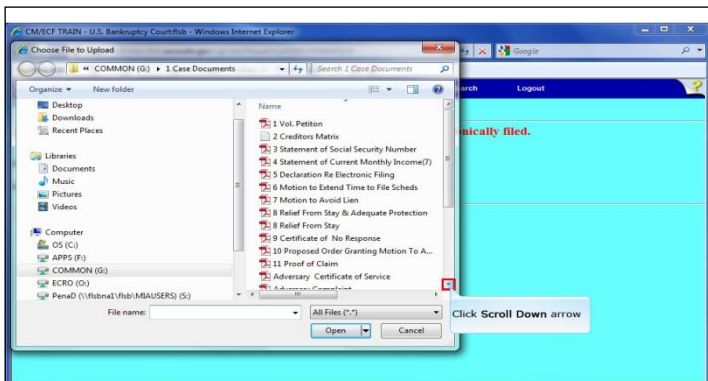 CM/ECF TRAIN - U.S. Bankruptcy Court:flsb - Windows Internet Explorer
Choose File to Upload
« COMMON (G:) ▸ 1 Case Documents
Search 1 Case Documents
Google
Organize
New folder
arch
Logout
Desktop
Downloads
Recent Places
Libraries
Documents
Music
Pictures
Videos
Computer
OS (C:)
APPS (F:)
COMMON (G:)
ECRO (O:)
PenaD (\\flsbna1\flsb\MIAUSERS) (S:)
Name
1 Vol. Petiton
2 Creditors Matrix
3 Statement of Social Security Number
4 Statement of Current Monthly Income(7)
5 Declaration Re Electronic Filing
6 Motion to Extend Time to File Scheds
7 Motion to Avoid Lien
8 Relief From Stay & Adequate Protection
8 Relief From Stay
9 Certificate of No Response
10 Proposed Order Granting Motion To A...
11 Proof of Claim
Adversary Certificate of Service
Adversary Complaint
nically filed.
File name:
All Files (*.*)
Open
Cancel
Click Scroll Down arrow